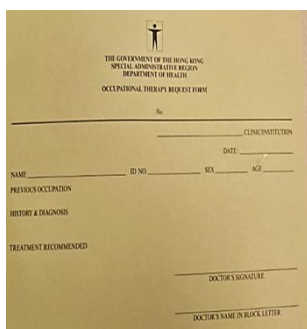 THE GOVERNMENT OF THE HONG KONG
SPECIAL ADMINISTRATIVE REGION
DEPARTMENT OF HEALTH
OCCUPATIONAL THERAPY REQUEST FORM
No
CLINIC/INSTITUTION
DATE:
NAME ID NO. SEX AGE
PREVIOUS OCCUPATION
HISTORY & DIAGNOSIS
TREATMENT RECOMMENDED
DOCTOR'S SIGNATURE
DOCTOR'S NAME IN BLOCK LETTER